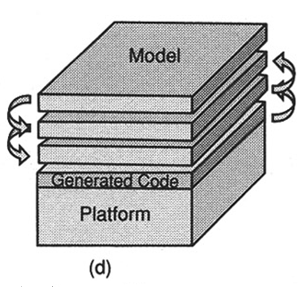 Model
Generated Code
Platform
(d)